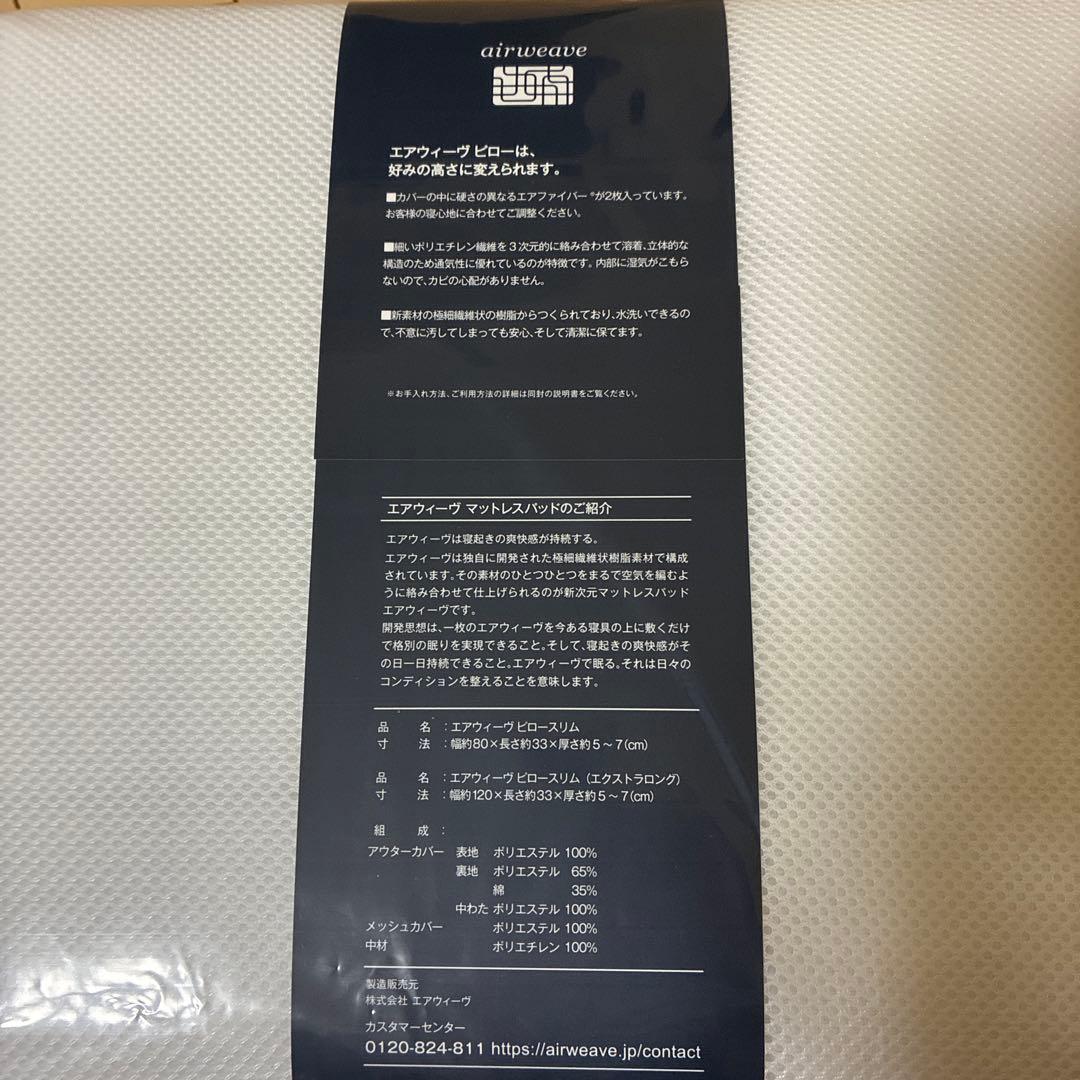 airweave
エアウィーヴ ピローは、
好みの高さに変えられます。
■カバーの中に硬さの異なるエアファイバー®が2枚入っています。
お客様の寝心地に合わせてご調整ください。
■細いポリエチレン繊維を3次元的に絡み合わせて溶着、立体的な
構造のため通気性に優れているのが特徴です。内部に湿気がこもら
ないので、カビの心配がありません。
■新素材の極細繊維状の樹脂からつくられており、水洗いできるの
で、不意に汚してしまっても安心、そして清潔に保てます。
※お手入れ方法、ご利用方法の詳細は同封の説明書をご覧ください。
エアウィーヴ マットレスパッドのご紹介
エアウィーヴは寝起きの爽快感が持続する。
エアウィーヴは独自に開発された極細繊維状樹脂素材で構成
されています。その素材のひとつひとつをまるで空気を編むよ
うに絡み合わせて仕上げられるのが新次元マットレスパッド
エアウィーヴです。
開発思想は、一枚のエアウィーヴを今ある寝具の上に敷くだけ
で格別の眠りを実現できること。そして、寝起きの爽快感がそ
の日一日持続できること。エアウィーヴで眠る。それは日々の
コンディションを整えることを意味します。
品 名 : エアウィーヴ ピロースリム
寸 法 : 幅約80×長さ約33×厚さ約5～7(cm)
品 名 : エアウィーヴ ピロースリム（エクストラロング）
寸 法 : 幅約120×長さ約33×厚さ約5～7(cm)
組 成 :
アウターカバー 表地 ポリエステル 100%
裏地 ポリエステル 65%
綿 35%
中わた ポリエステル 100%
メッシュカバー ポリエステル 100%
中材 ポリエチレン 100%
製造販売元
株式会社 エアウィーヴ
カスタマーセンター
0120-824-811 https://airweave.jp/contact